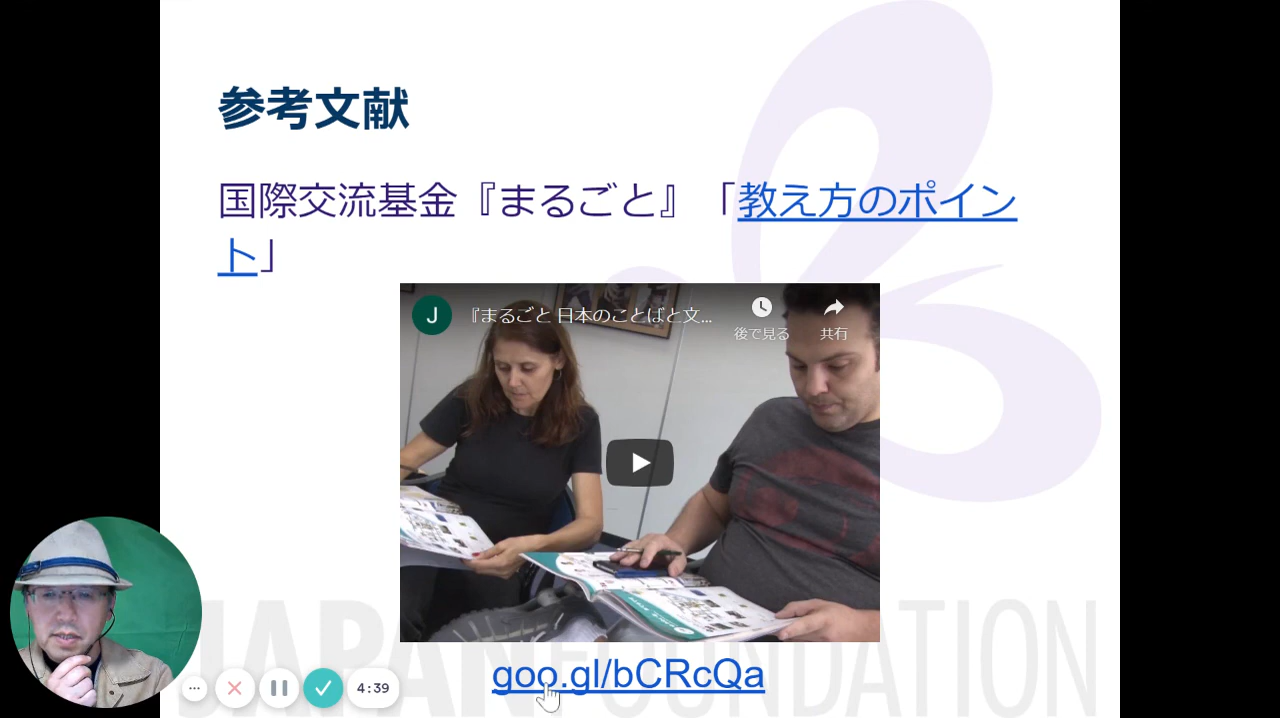 参考文献
国際交流基金『まるごと』「教え方のポイン
ト」
J
『まるごと 日本のことばと文...
後で見る
共有
goo.gl/bCRcQa
JAPAN FOUNDATION
4:39